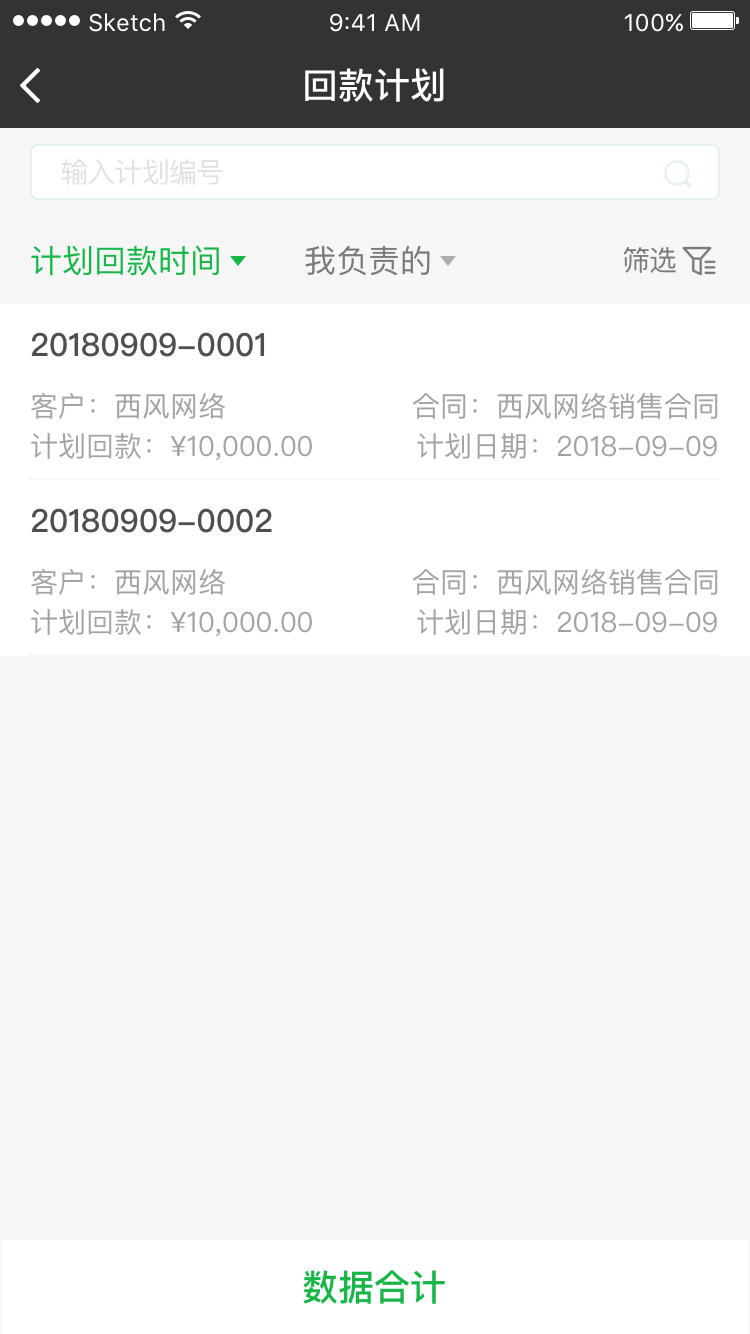 Sketch 9:41 AM 100%
回款计划
输入计划编号
计划回款时间 我负责的 筛选
20180909-0001
客户：西风网络 合同：西风网络销售合同
计划回款：¥10,000.00 计划日期：2018-09-09
20180909-0002
客户：西风网络 合同：西风网络销售合同
计划回款：¥10,000.00 计划日期：2018-09-09
数据合计